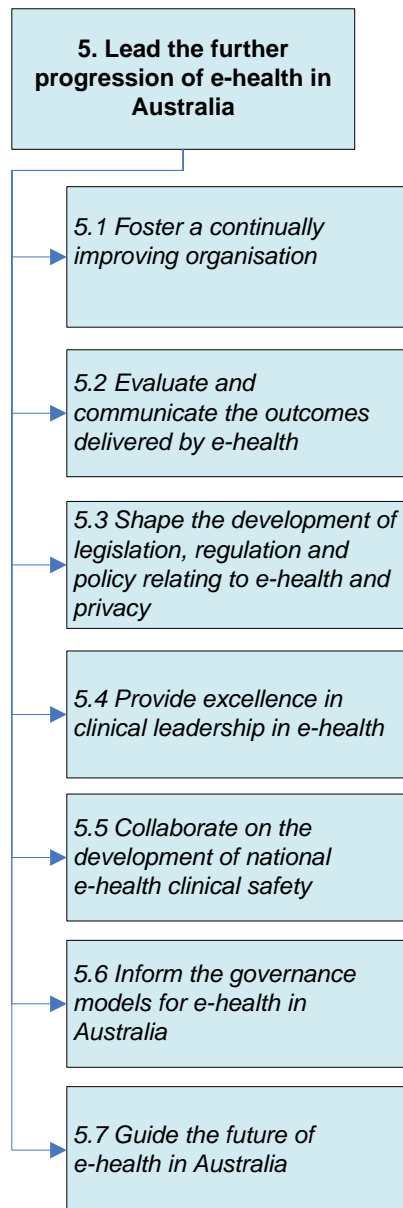 5. Lead the further
progression of e-health in
Australia
5.1 Foster a continually
improving organisation
5.2 Evaluate and
communicate the outcomes
delivered by e-health
5.3 Shape the development of
legislation, regulation and
policy relating to e-health and
privacy
5.4 Provide excellence in
clinical leadership in e-health
5.5 Collaborate on the
development of national
e-health clinical safety
5.6 Inform the governance
models for e-health in
Australia
5.7 Guide the future of
e-health in Australia